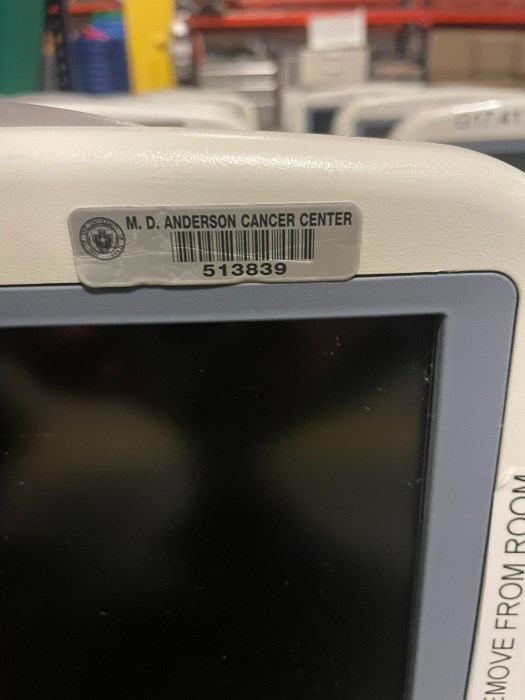 M. D. ANDERSON CANCER CENTER
513839
EMOVE FROM ROOM